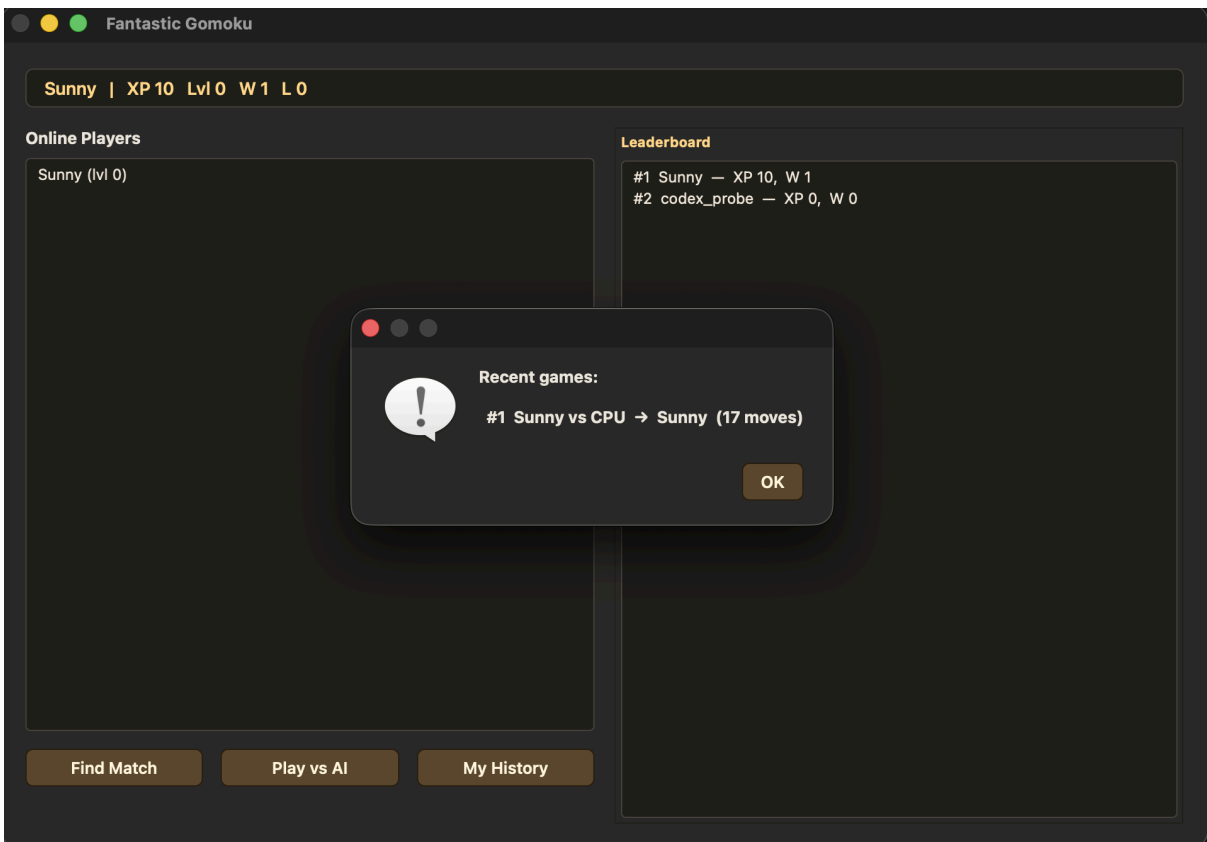 Fantastic Gomoku
Sunny | XP 10 Lvl 0 W 1 L 0
Online Players
Sunny (lvl 0)
Leaderboard
#1 Sunny — XP 10, W 1
#2 codex_probe — XP 0, W 0
Recent games:
#1 Sunny vs CPU → Sunny (17 moves)
OK
Find Match
Play vs AI
My History